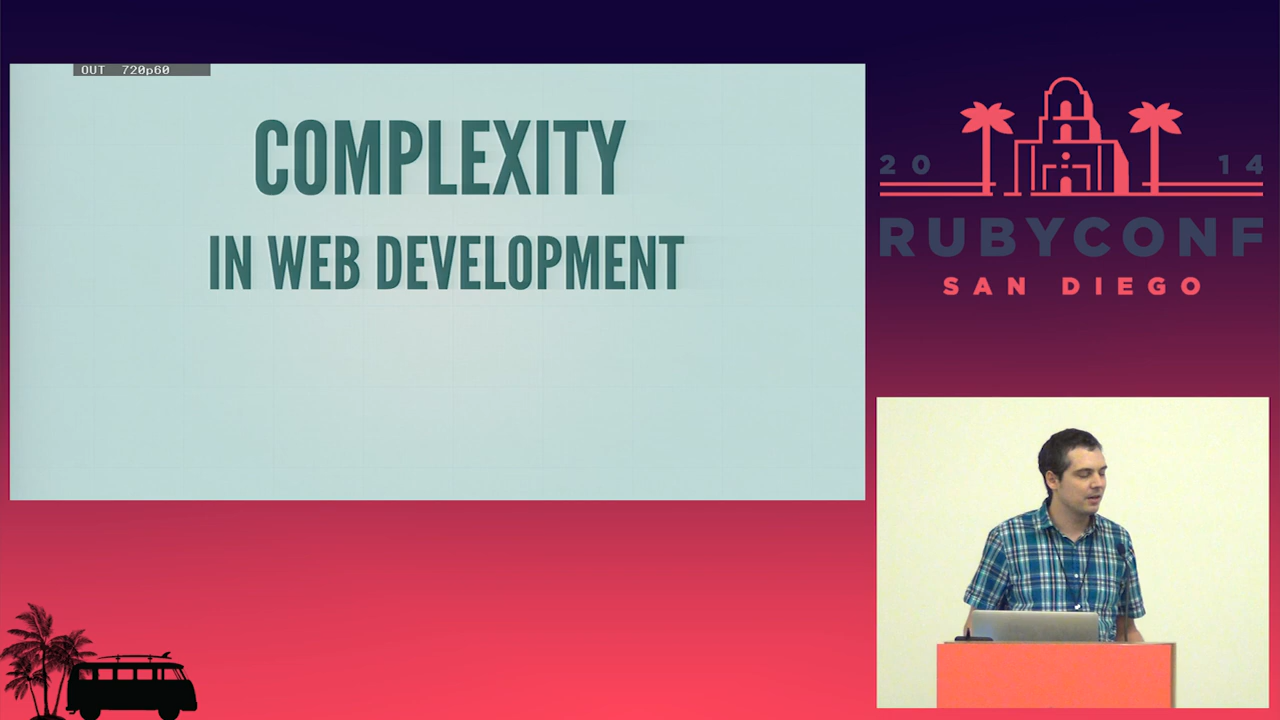 OUT 720p60
COMPLEXITY
IN WEB DEVELOPMENT
20 14
RUBYCONF
SAN DIEGO